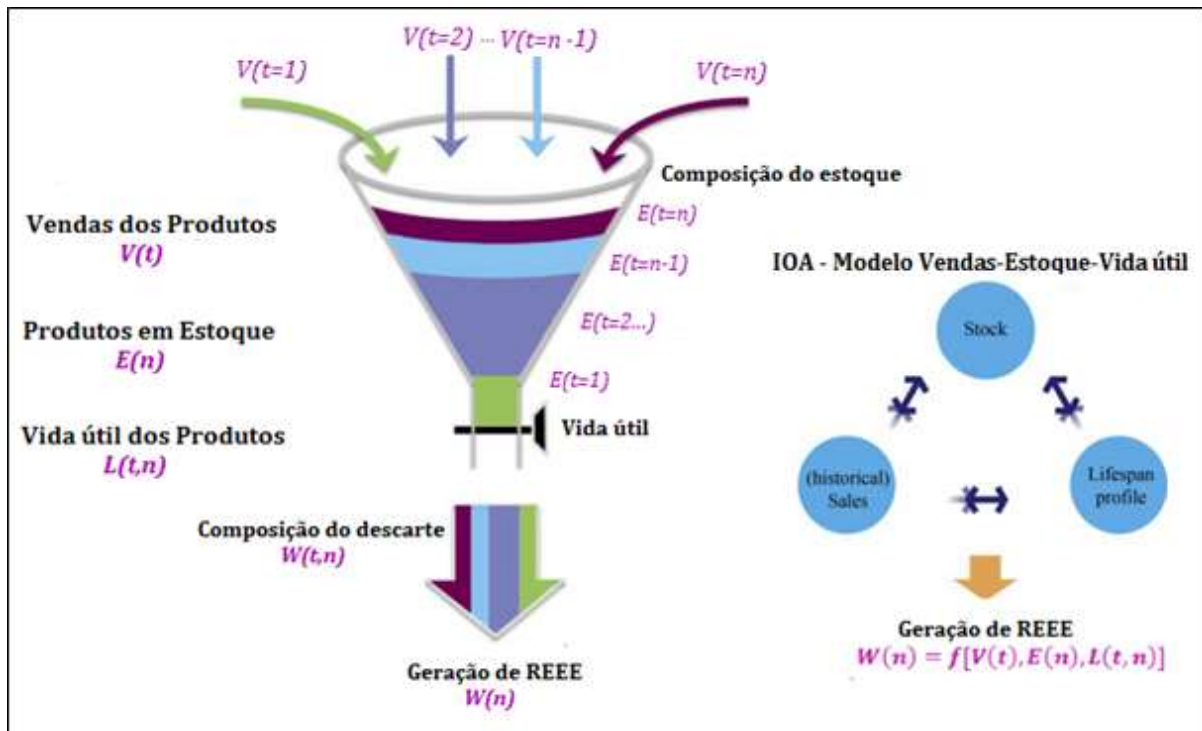 V(t=2) ... V(t=n -1)
V(t=1)
V(t=n)
Composição do estoque
Vendas dos Produtos
V(t)
E(t=n)
E(t=n-1)
Produtos em Estoque
E(n)
E(t=2...)
E(t=1)
Vida útil dos Produtos
L(t,n)
Vida útil
Composição do descarte
W(t,n)
Geração de REEE
W(n)
IOA - Modelo Vendas-Estoque-Vida útil
Stock
(historical)
Sales
Lifespan
profile
Geração de REEE
W(n) = f[V(t), E(n), L(t, n)]